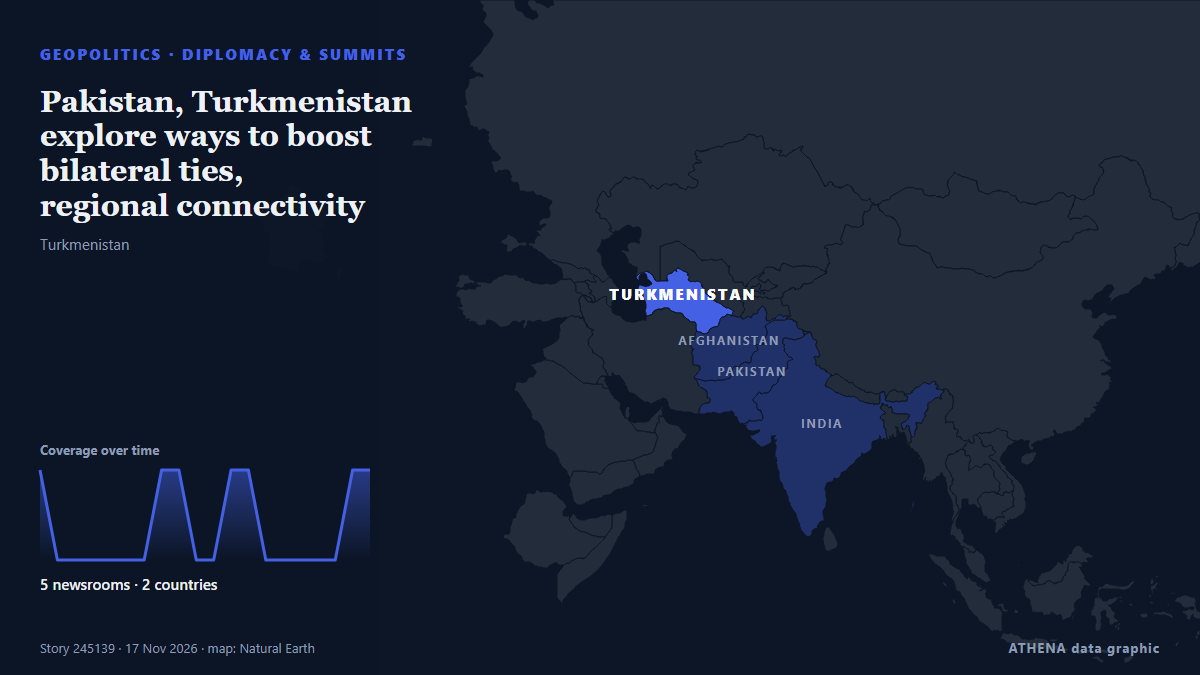 GEOPOLITICS · DIPLOMACY & SUMMITS
Pakistan, Turkmenistan
explore ways to boost
bilateral ties,
regional connectivity
Turkmenistan
TURKMENISTAN
AFGHANISTAN
PAKISTAN
INDIA
Coverage over time
5 newsrooms · 2 countries
Story 245139 · 17 Nov 2026 · map: Natural Earth
ATHENA data graphic